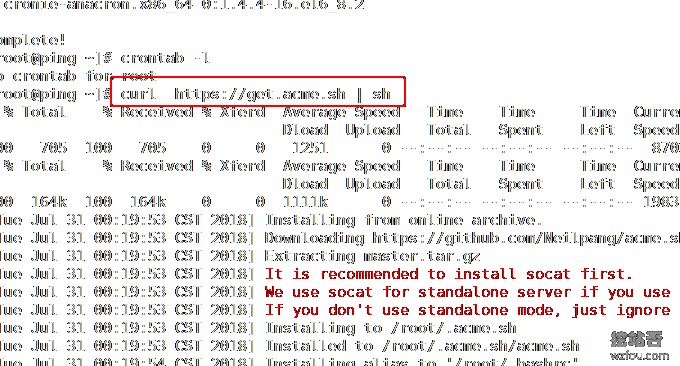 cronie-anacron.x86_64 0:1.4.4-16.el6_8.2
omplete!
root@ping ~]# crontab -l
o crontab for root
root@ping ~]# curl  https://get.acme.sh | sh
% Total    % Received % Xferd  Average Speed   Time    Time     Time  Curre
Dload  Upload   Total   Spent    Left  Speed
00   705  100   705    0     0   1251      0 --:--:-- --:--:-- --:--:--  870
% Total    % Received % Xferd  Average Speed   Time    Time     Time  Curre
Dload  Upload   Total   Spent    Left  Speed
00  164k  100  164k    0     0  1111k      0 --:--:-- --:--:-- --:--:-- 1983
Tue Jul 31 00:19:53 CST 2018] Installing from online archive.
Tue Jul 31 00:19:53 CST 2018] Downloading https://github.com/Neilpang/acme.sh
Tue Jul 31 00:19:53 CST 2018] Extracting master.tar.gz
Tue Jul 31 00:19:53 CST 2018] It is recommended to install socat first.
Tue Jul 31 00:19:53 CST 2018] We use socat for standalone server if you use
Tue Jul 31 00:19:53 CST 2018] If you don't use standalone mode, just ignore
Tue Jul 31 00:19:53 CST 2018] Installing to /root/.acme.sh
Tue Jul 31 00:19:53 CST 2018] Installed to /root/.acme.sh/acme.sh
Tue Jul 31 00:19:54 CST 2018] Installing alias to '/root/.bashrc'
挖站否
wzfou.com